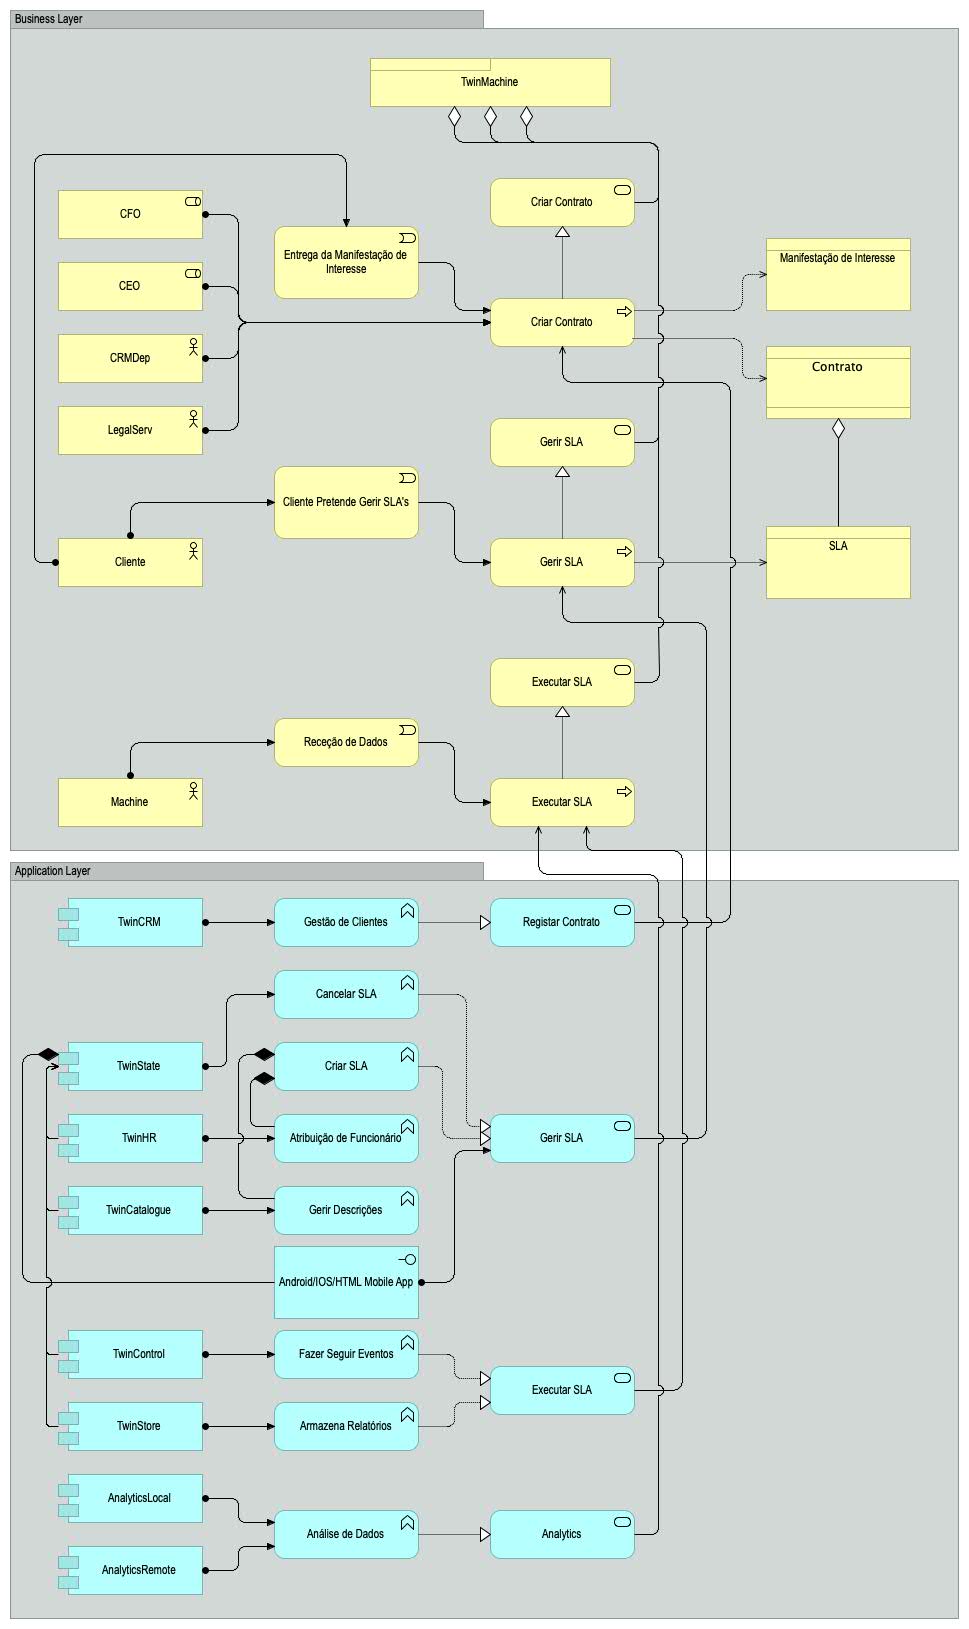 Business Layer
TwinMachine
Criar Contrato
CFO
Entrega da Manifestação de
Interesse
Manifestação de Interesse
CEO
Criar Contrato
CRMDep
Contrato
LegalServ
Gerir SLA
Cliente Pretende Gerir SLA's
SLA
Cliente
Gerir SLA
Executar SLA
Receção de Dados
Machine
Executar SLA
Application Layer
TwinCRM
Gestão de Clientes
Registar Contrato
Cancelar SLA
TwinState
Criar SLA
TwinHR
Atribuição de Funcionário
Gerir SLA
TwinCatalogue
Gerir Descrições
Android/IOS/HTML Mobile App
TwinControl
Fazer Seguir Eventos
Executar SLA
TwinStore
Armazena Relatórios
AnalyticsLocal
Análise de Dados
Analytics
AnalyticsRemote